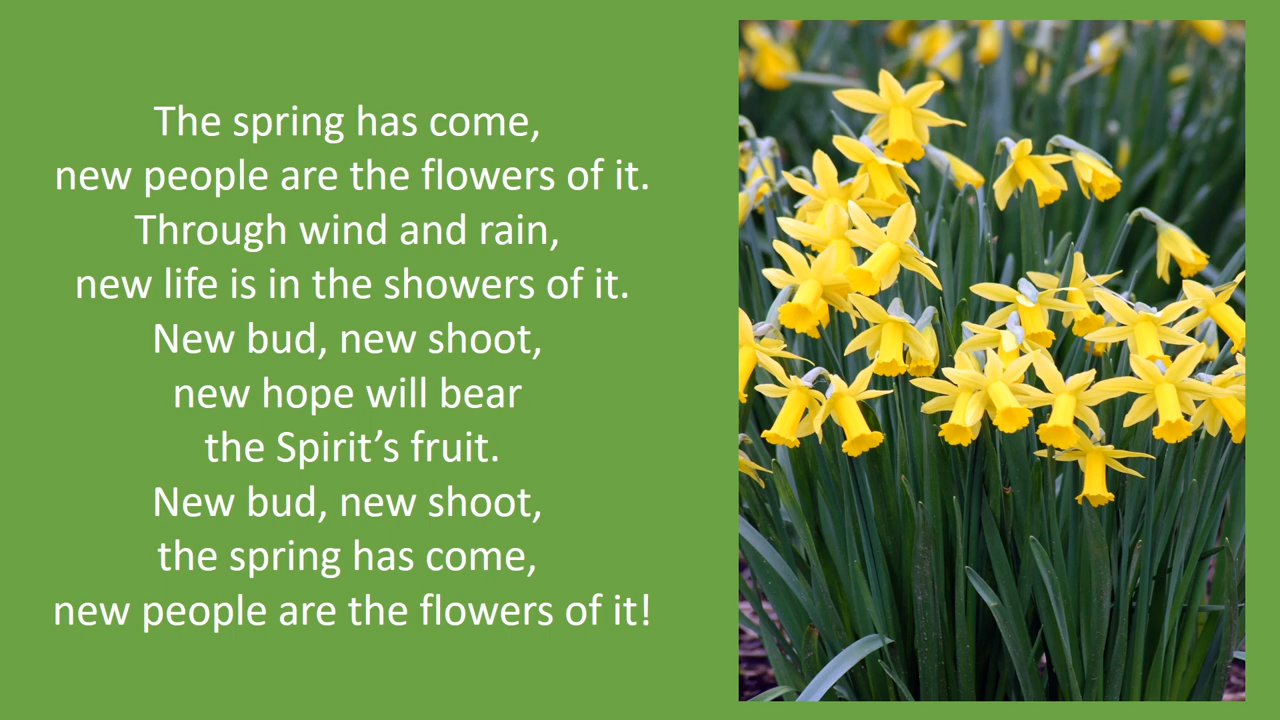 The spring has come,
new people are the flowers of it.
Through wind and rain,
new life is in the showers of it.
New bud, new shoot,
new hope will bear
the Spirit’s fruit.
New bud, new shoot,
the spring has come,
new people are the flowers of it!